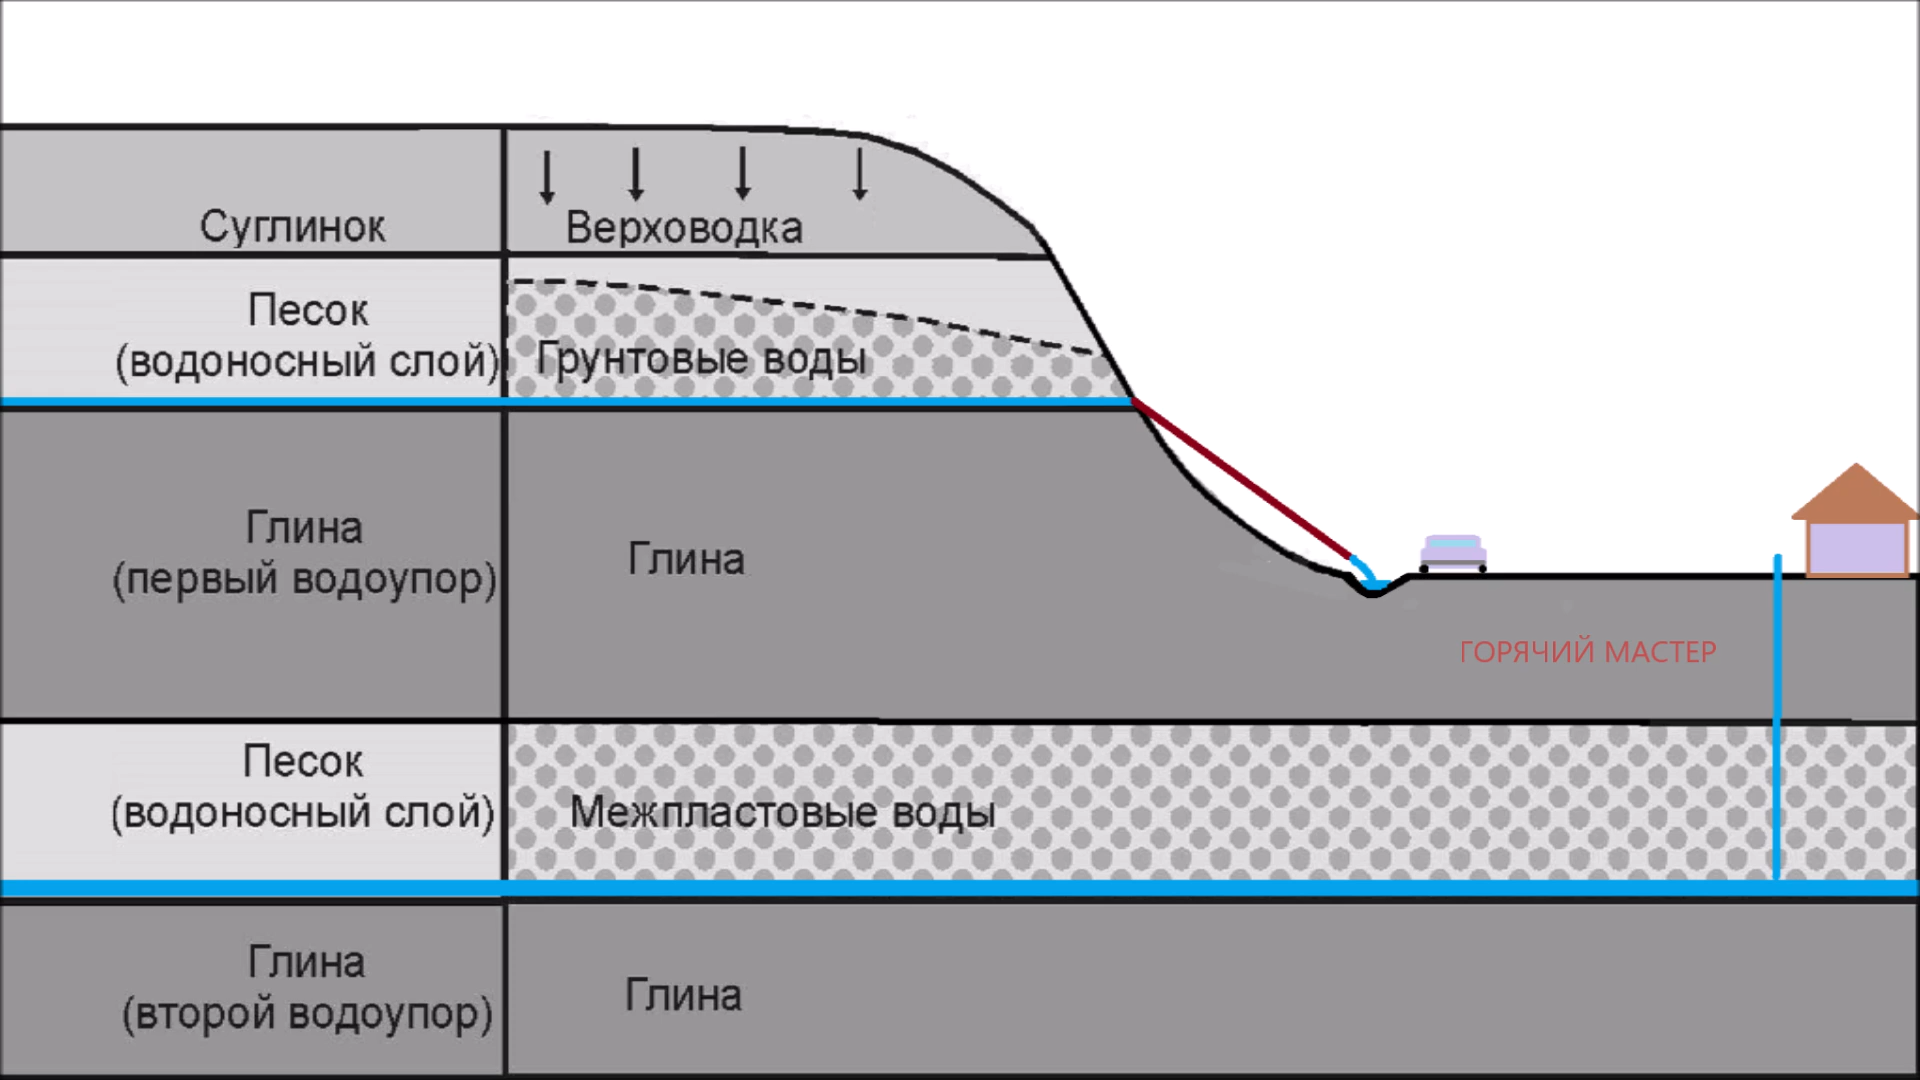 Суглинок
Верховодка
Песок
(водоносный слой)
Грунтовые воды
Глина
(первый водоупор)
Глина
ГОРЯЧИЙ МАСТЕР
Песок
(водоносный слой)
Межпластовые воды
Глина
(второй водоупор)
Глина